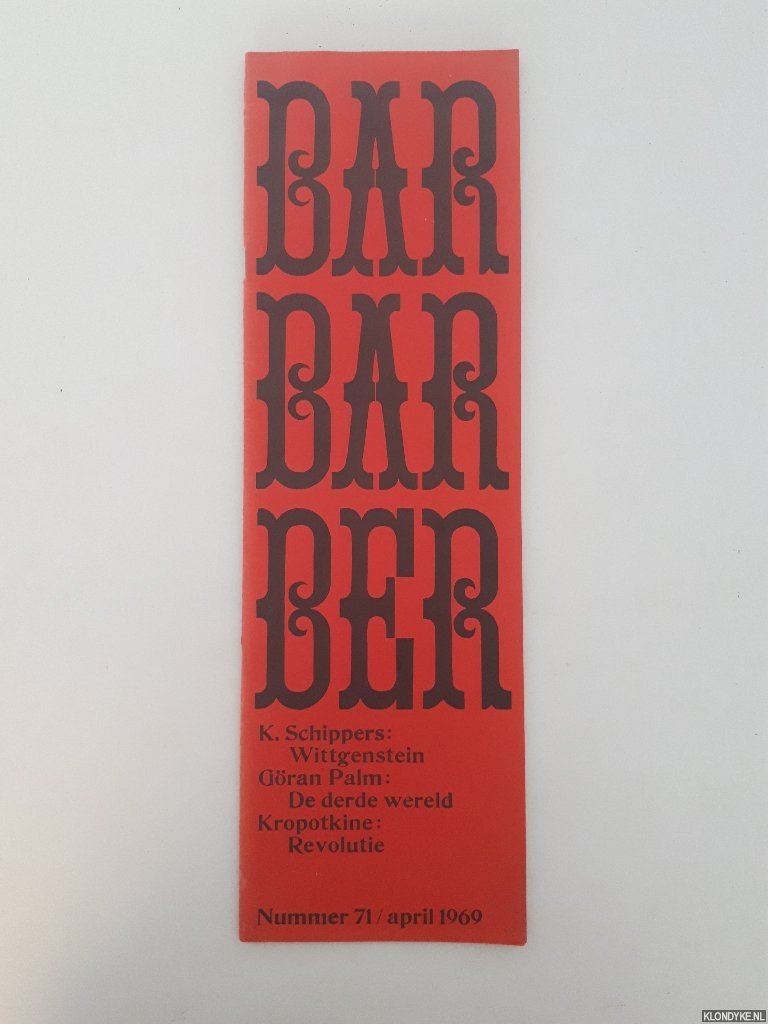 BAR
BAR
BER
K. Schippers:
Wittgenstein
Göran Palm:
De derde wereld
Kropotkine:
Revolutie
Nummer 71 / april 1969
KLONDYKE.NL